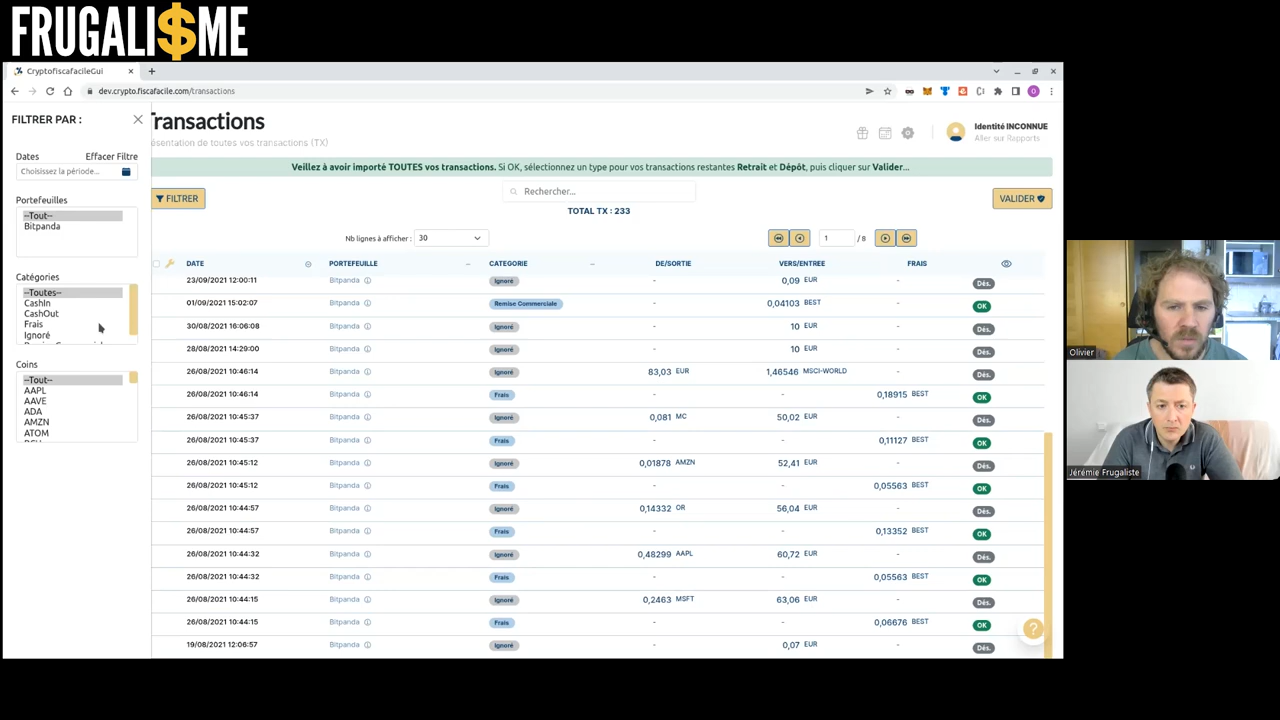 FRUGALI$ME
CryptofiscafacileGui
dev.crypto.fiscafacile.com/transactions
FILTRER PAR :
Dates
Effacer Filtre
Choisissez la période...
Portefeuilles
--Tout--
Bitpanda
Catégories
--Toutes--
CashIn
CashOut
Frais
Ignoré
Coins
--Tout--
AAPL
AAVE
ADA
AMZN
ATOM
Transactions
ésentation de toutes vos transactions (TX)
Identité INCONNUE
Aller sur Rapports
Veillez à avoir importé TOUTES vos transactions. Si OK, sélectionnez un type pour vos transactions restantes Retrait et Dépôt, puis cliquer sur Valider...
FILTRER
Rechercher...
VALIDER
TOTAL TX : 233
Nb lignes à afficher : 30
1 / 8
DATE PORTEFEUILLE CATEGORIE DE/SORTIE VERS/ENTREE FRAIS
23/09/2021 12:00:11 Bitpanda Ignoré - 0,09 EUR - Dés.
01/09/2021 15:02:07 Bitpanda Remise Commerciale - 0,04103 BEST - OK
30/08/2021 16:06:08 Bitpanda Ignoré - 10 EUR - Dés.
28/08/2021 14:29:00 Bitpanda Ignoré - 10 EUR - Dés.
26/08/2021 10:46:14 Bitpanda Ignoré 83,03 EUR 1,46546 MSCI-WORLD - Dés.
26/08/2021 10:46:14 Bitpanda Frais - - 0,18915 BEST OK
26/08/2021 10:45:37 Bitpanda Ignoré 0,081 MC 50,02 EUR - Dés.
26/08/2021 10:45:37 Bitpanda Frais - - 0,11127 BEST OK
26/08/2021 10:45:12 Bitpanda Ignoré 0,01878 AMZN 52,41 EUR - Dés.
26/08/2021 10:45:12 Bitpanda Frais - - 0,05563 BEST OK
26/08/2021 10:44:57 Bitpanda Ignoré 0,14332 OR 56,04 EUR - Dés.
26/08/2021 10:44:57 Bitpanda Frais - - 0,13352 BEST OK
26/08/2021 10:44:32 Bitpanda Ignoré 0,48299 AAPL 60,72 EUR - Dés.
26/08/2021 10:44:32 Bitpanda Frais - - 0,05563 BEST OK
26/08/2021 10:44:15 Bitpanda Ignoré 0,2463 MSFT 63,06 EUR - Dés.
26/08/2021 10:44:15 Bitpanda Frais - - 0,06676 BEST OK
19/08/2021 12:06:57 Bitpanda Ignoré - 0,07 EUR - Dés.
?
Olivier
Jérémie Frugaliste